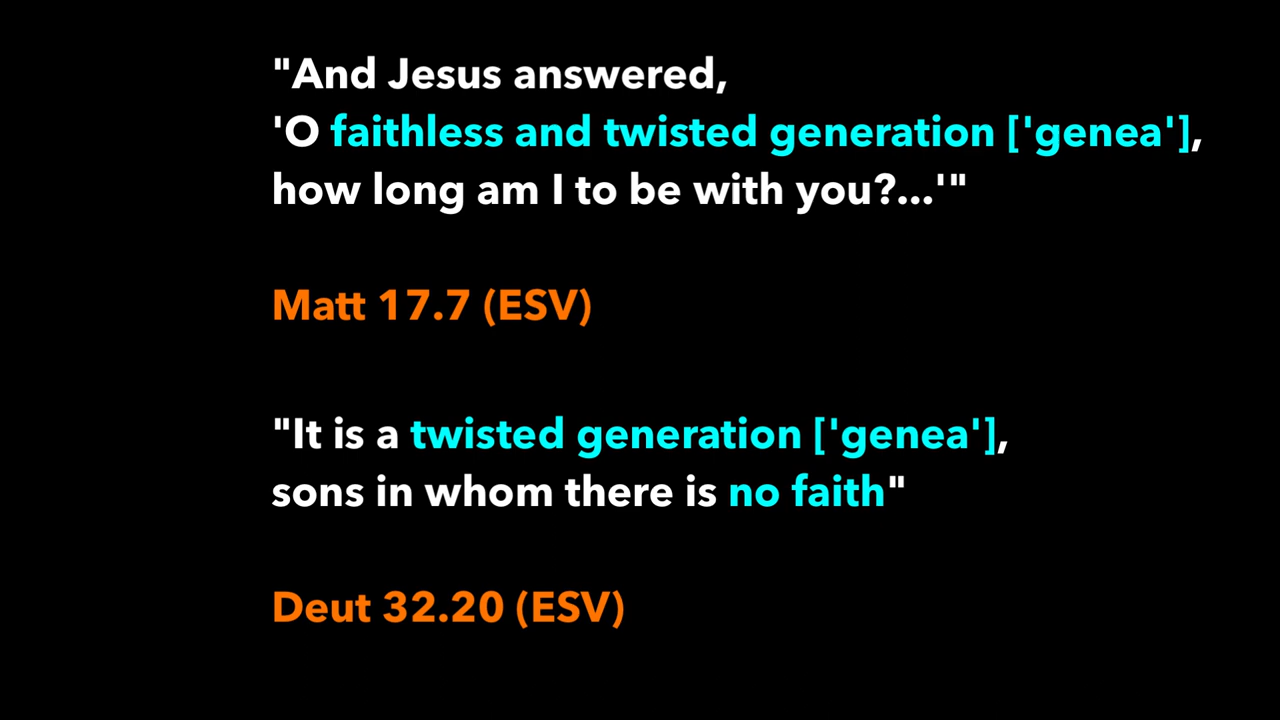 "And Jesus answered,
'O faithless and twisted generation ['genea'],
how long am I to be with you?...'"
Matt 17.7 (ESV)
"It is a twisted generation ['genea'],
sons in whom there is no faith"
Deut 32.20 (ESV)